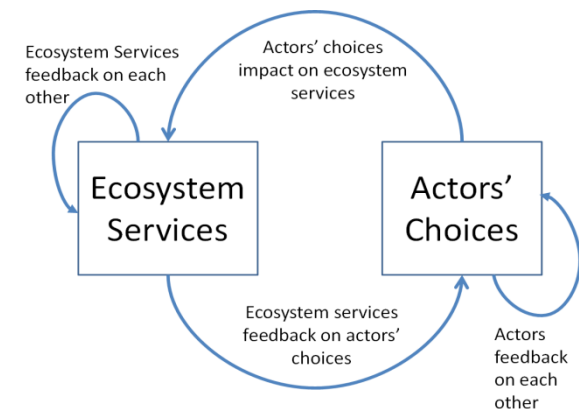 Ecosystem Services
feedback on each
other
Actors’ choices
impact on ecosystem
services
Ecosystem
Services
Actors’
Choices
Ecosystem services
feedback on actors’
choices
Actors
feedback
on each
other